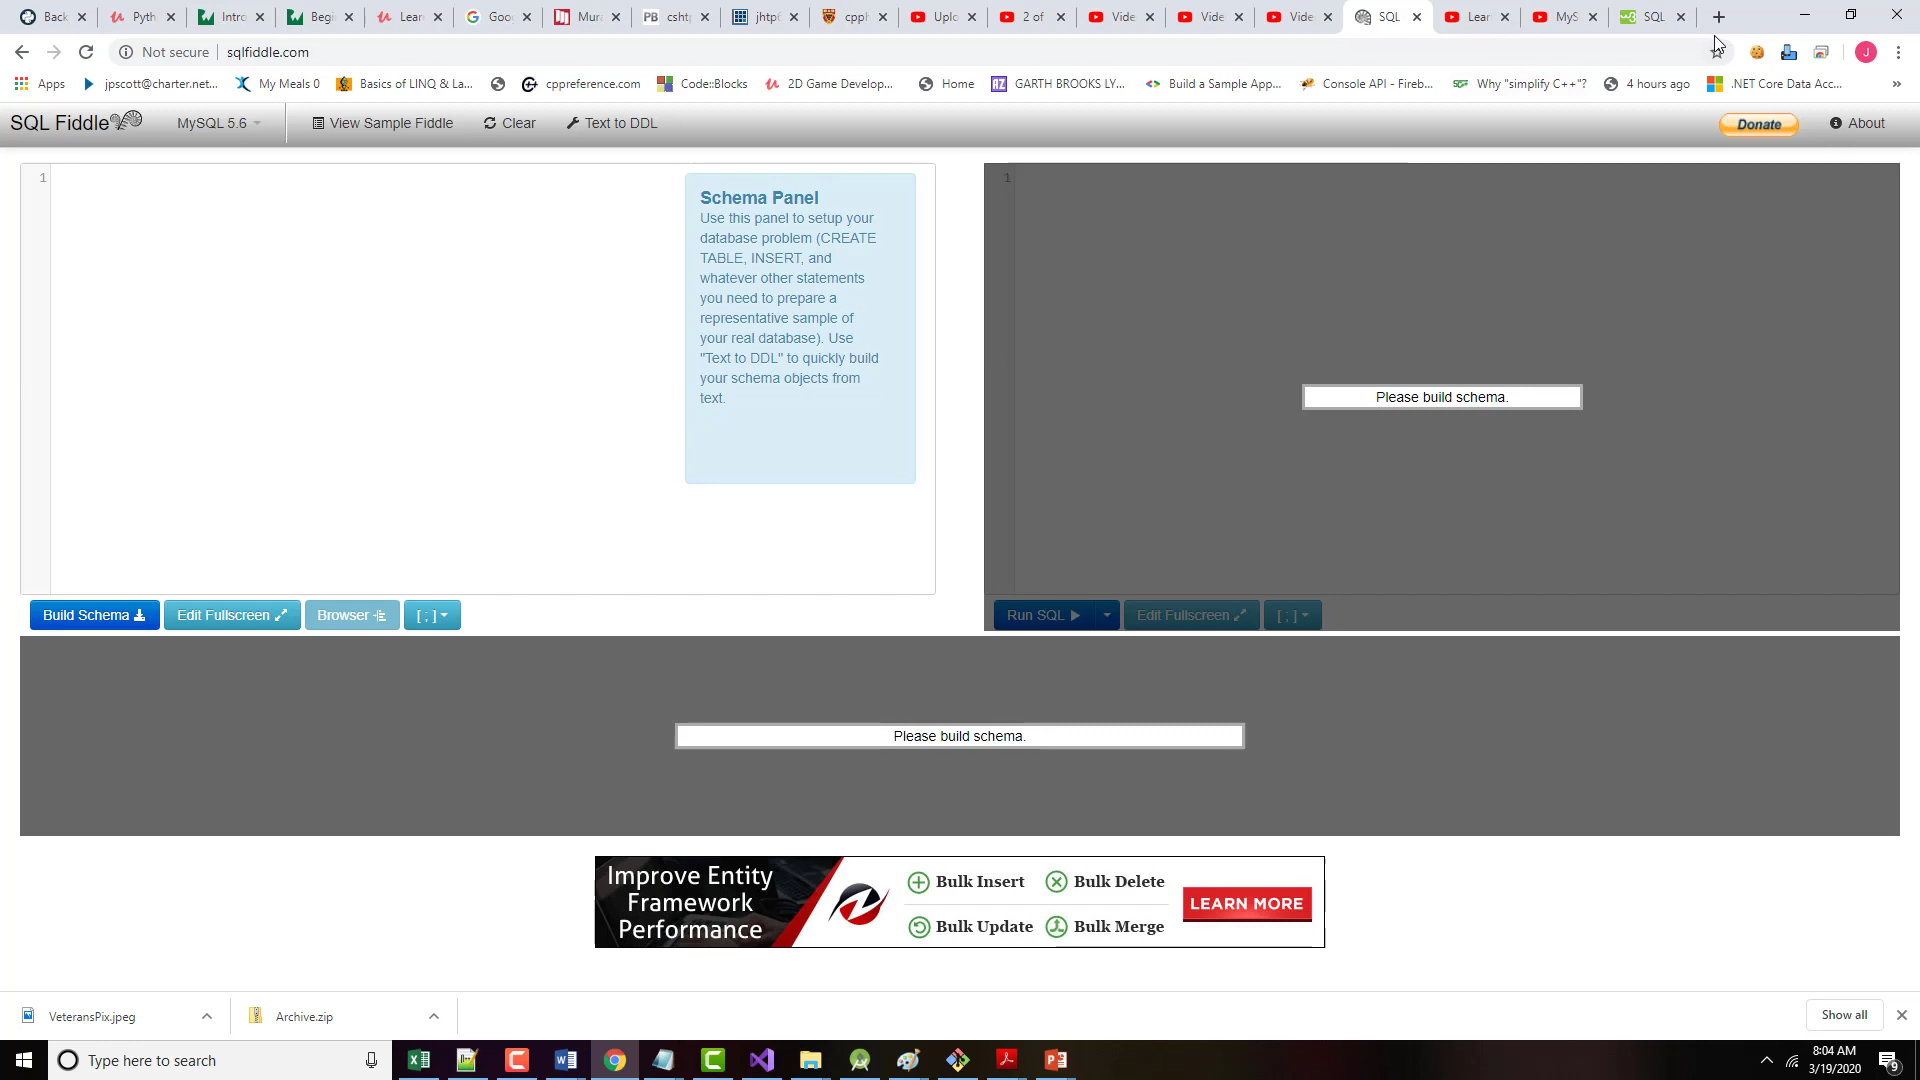 Back
Pyth
Intro
Begi
Lear
Goo
Mur
PB cshtp
jhtp
cpph
Uplo
2 of
Vide
Vide
Vide
SQL
Lear
MyS
w3 SQL
Not secure
sqlfiddle.com
J
Apps
jpscott@charter.net...
My Meals 0
Basics of LINQ & La...
cppreference.com
Code::Blocks
2D Game Develop...
Home
AZ GARTH BROOKS LY...
Build a Sample App...
Console API - Fireb...
Why "simplify C++"?
4 hours ago
.NET Core Data Acc...
SQL Fiddle
MySQL 5.6
View Sample Fiddle
Clear
Text to DDL
Donate
About
1
Schema Panel
Use this panel to setup your
database problem (CREATE
TABLE, INSERT, and
whatever other statements
you need to prepare a
representative sample of
your real database). Use
"Text to DDL" to quickly build
your schema objects from
text.
1
Please build schema.
Build Schema
Edit Fullscreen
Browser
[ ; ]
Run SQL
Edit Fullscreen
[ ; ]
Please build schema.
Improve Entity
Framework
Performance
Bulk Insert
Bulk Delete
Bulk Update
Bulk Merge
LEARN MORE
VeteransPix.jpeg
Archive.zip
Show all
Type here to search
8:04 AM
3/19/2020
9